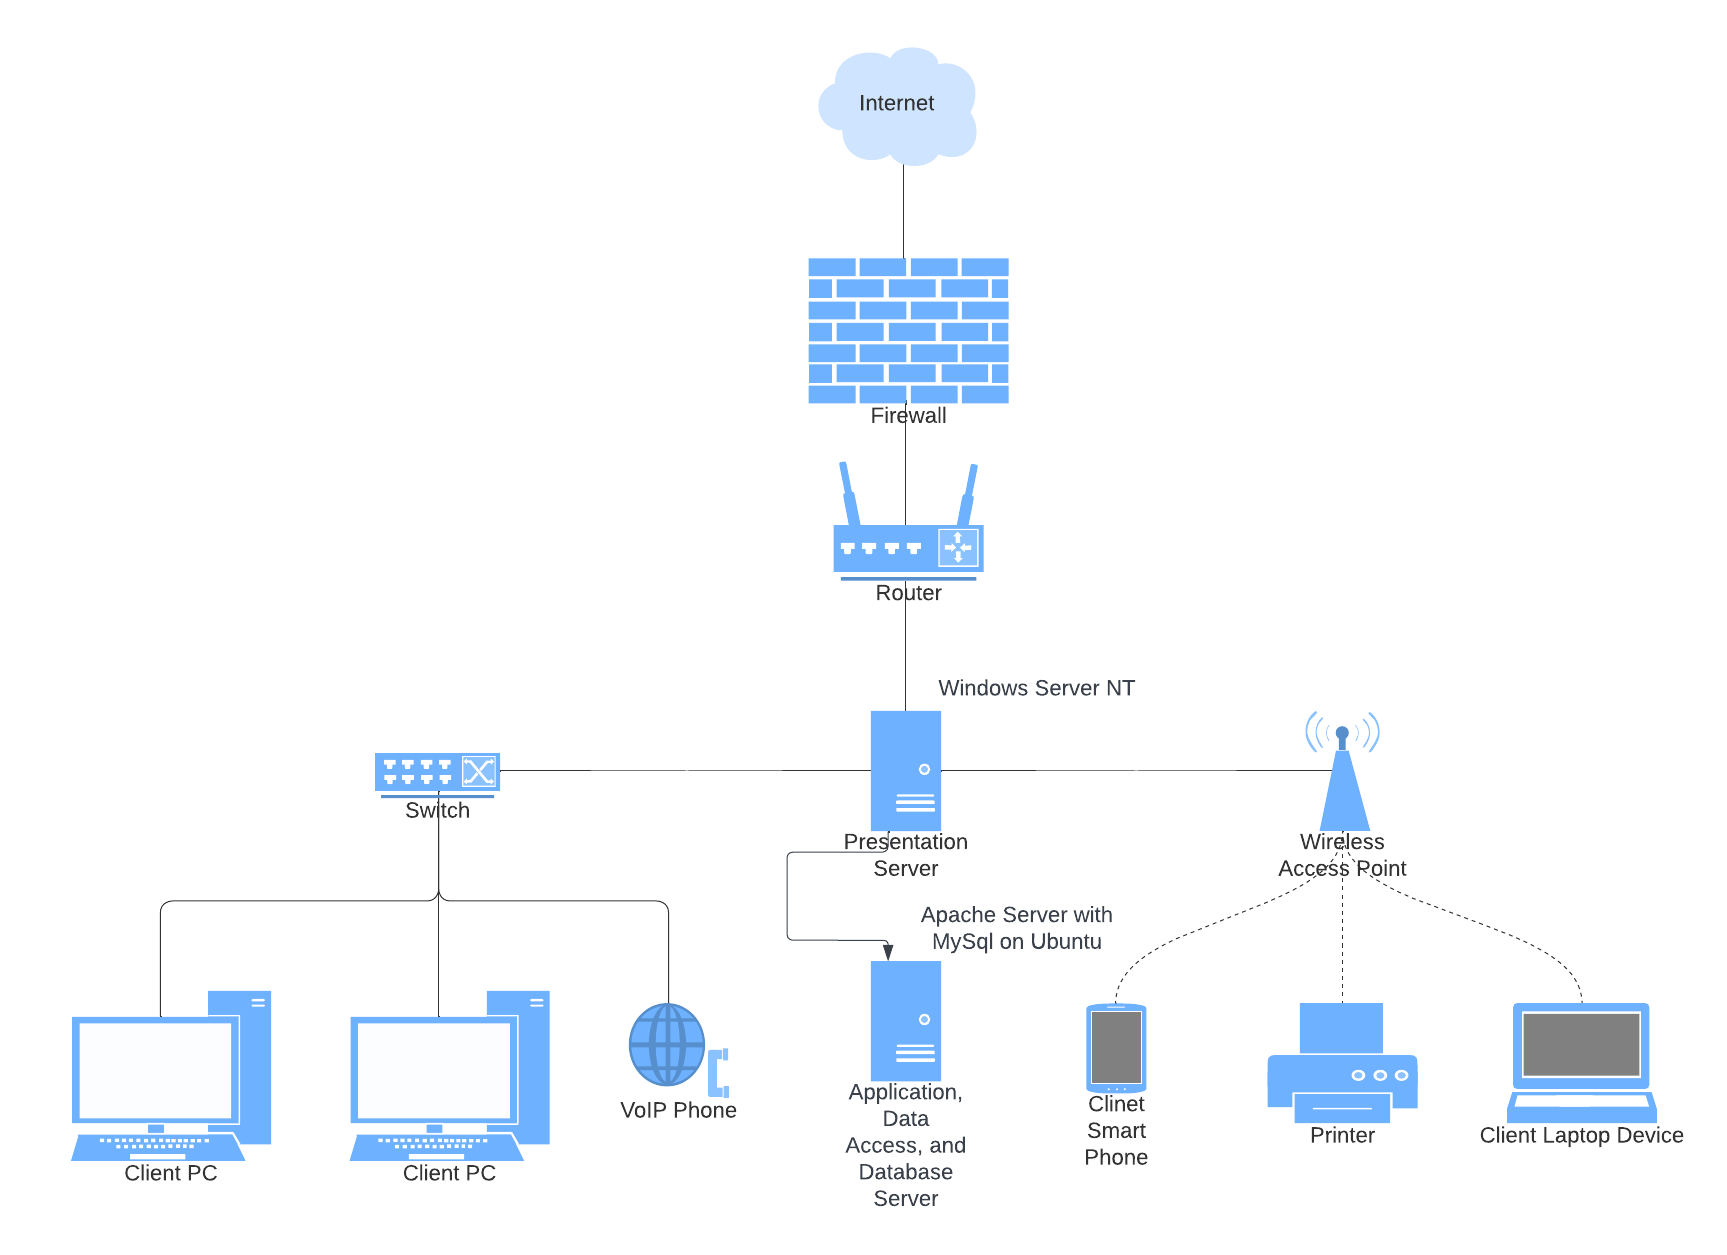 Internet
Firewall
Router
Windows Server NT
Switch
Presentation
Server
Wireless
Access Point
Apache Server with
MySql on Ubuntu
Client PC
Client PC
VoIP Phone
Application,
Data
Access, and
Database
Server
Clinet
Smart
Phone
Printer
Client Laptop Device